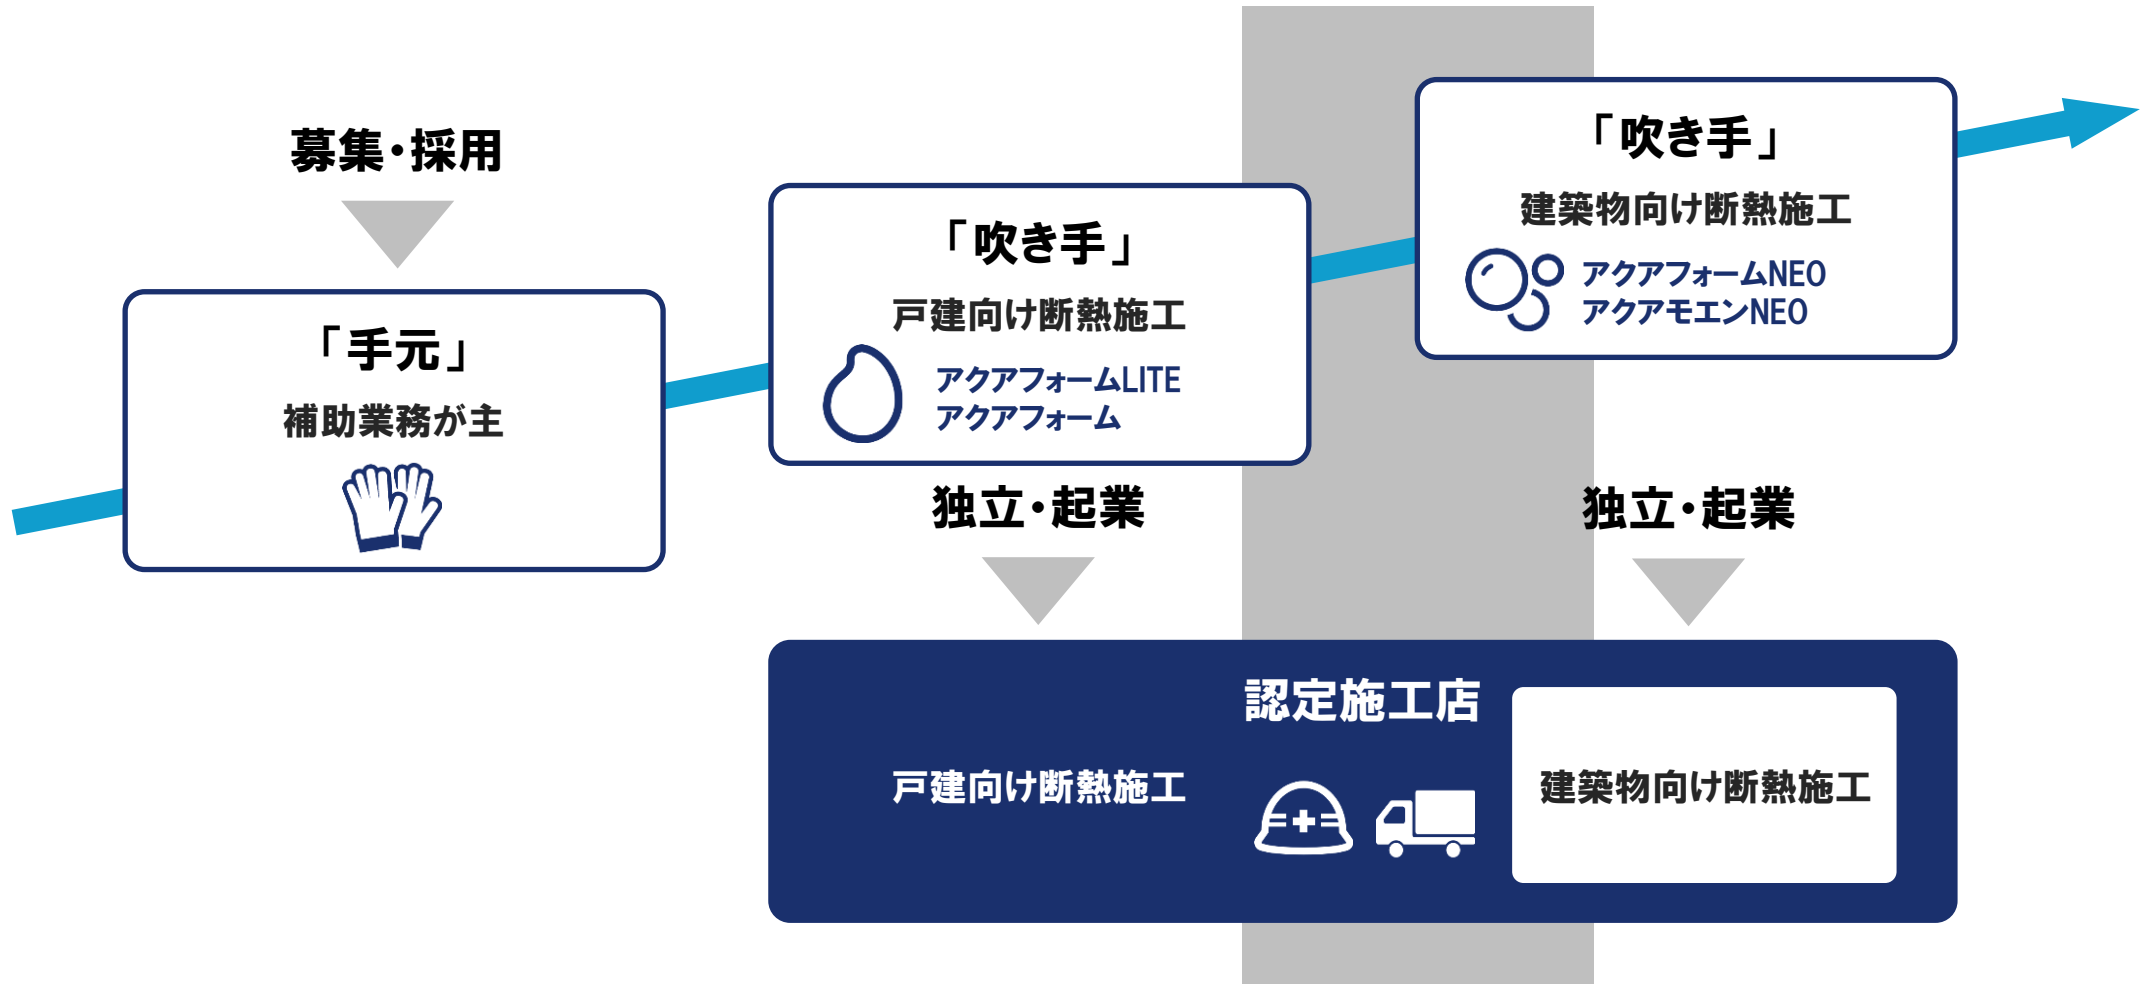 募集・採用
「手元」
補助業務が主
「吹き手」
戸建向け断熱施工
アクアフォームLITE
アクアフォーム
独立・起業
「吹き手」
建築物向け断熱施工
アクアフォームNEO
アクアモエンNEO
独立・起業
認定施工店
戸建向け断熱施工
建築物向け断熱施工